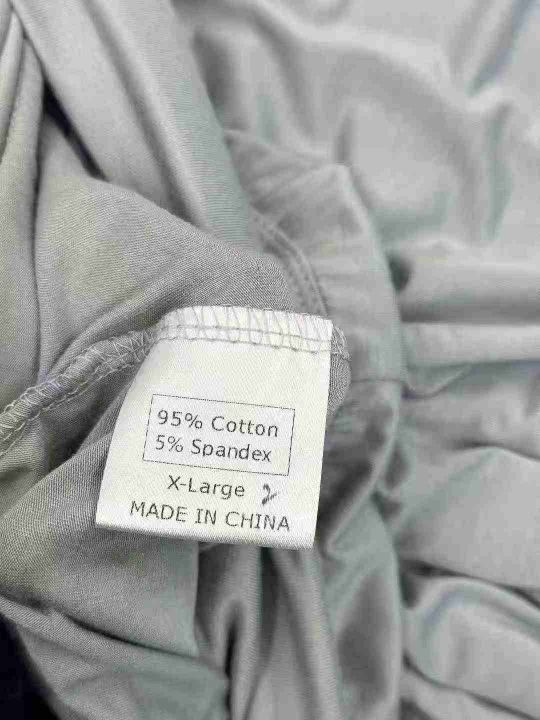 95% Cotton
5% Spandex
X-Large
MADE IN CHINA